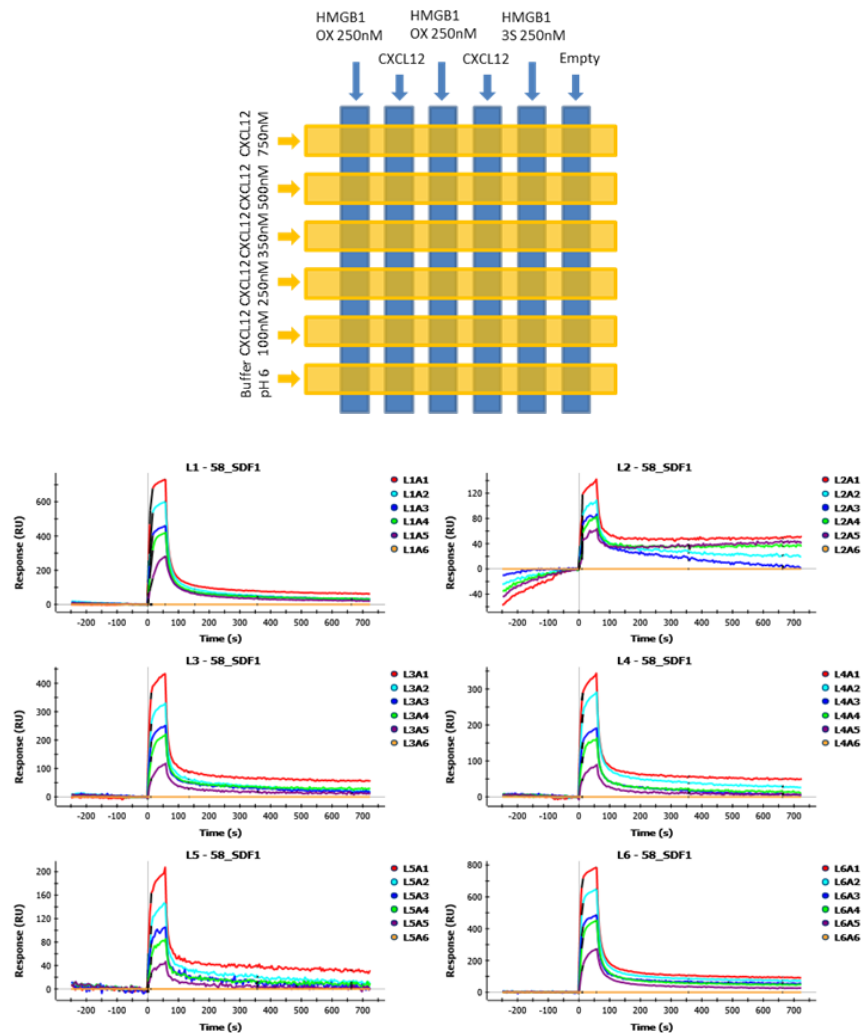 HMGB1
OX 250nM
CXCL12
HMGB1
OX 250nM
CXCL12
HMGB1
3S 250nM
Empty
CXCL12
750nM
CXCL12
500nM
CXCL12
350nM
CXCL12
250nM
CXCL12
100nM
Buffer
pH 6
L1 - 58_SDF1
Response (RU)
600
400
200
0
-200 -100 0 100 200 300 400 500 600 700
Time (s)
L1A1
L1A2
L1A3
L1A4
L1A5
L1A6
L2 - 58_SDF1
Response (RU)
120
80
40
0
-40
-200 -100 0 100 200 300 400 500 600 700
Time (s)
L2A1
L2A2
L2A3
L2A4
L2A5
L2A6
L3 - 58_SDF1
Response (RU)
400
300
200
100
0
-200 -100 0 100 200 300 400 500 600 700
Time (s)
L3A1
L3A2
L3A3
L3A4
L3A5
L3A6
L4 - 58_SDF1
Response (RU)
300
200
100
0
-200 -100 0 100 200 300 400 500 600 700
Time (s)
L4A1
L4A2
L4A3
L4A4
L4A5
L4A6
L5 - 58_SDF1
Response (RU)
200
160
120
80
40
0
-200 -100 0 100 200 300 400 500 600 700
Time (s)
L5A1
L5A2
L5A3
L5A4
L5A5
L5A6
L6 - 58_SDF1
Response (RU)
800
600
400
200
0
-200 -100 0 100 200 300 400 500 600 700
Time (s)
L6A1
L6A2
L6A3
L6A4
L6A5
L6A6